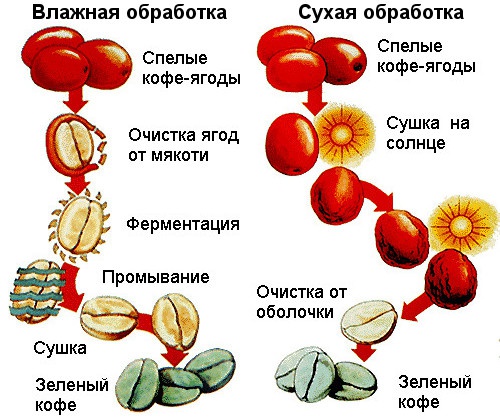 Влажная обработка
Спелые
кофе-ягоды
Очистка ягод
от мякоти
Ферментация
Промывание
Сушка
Зеленый
кофе
Сухая обработка
Спелые
кофе-ягоды
Сушка на
солнце
Очистка от
оболочки
Зеленый
кофе